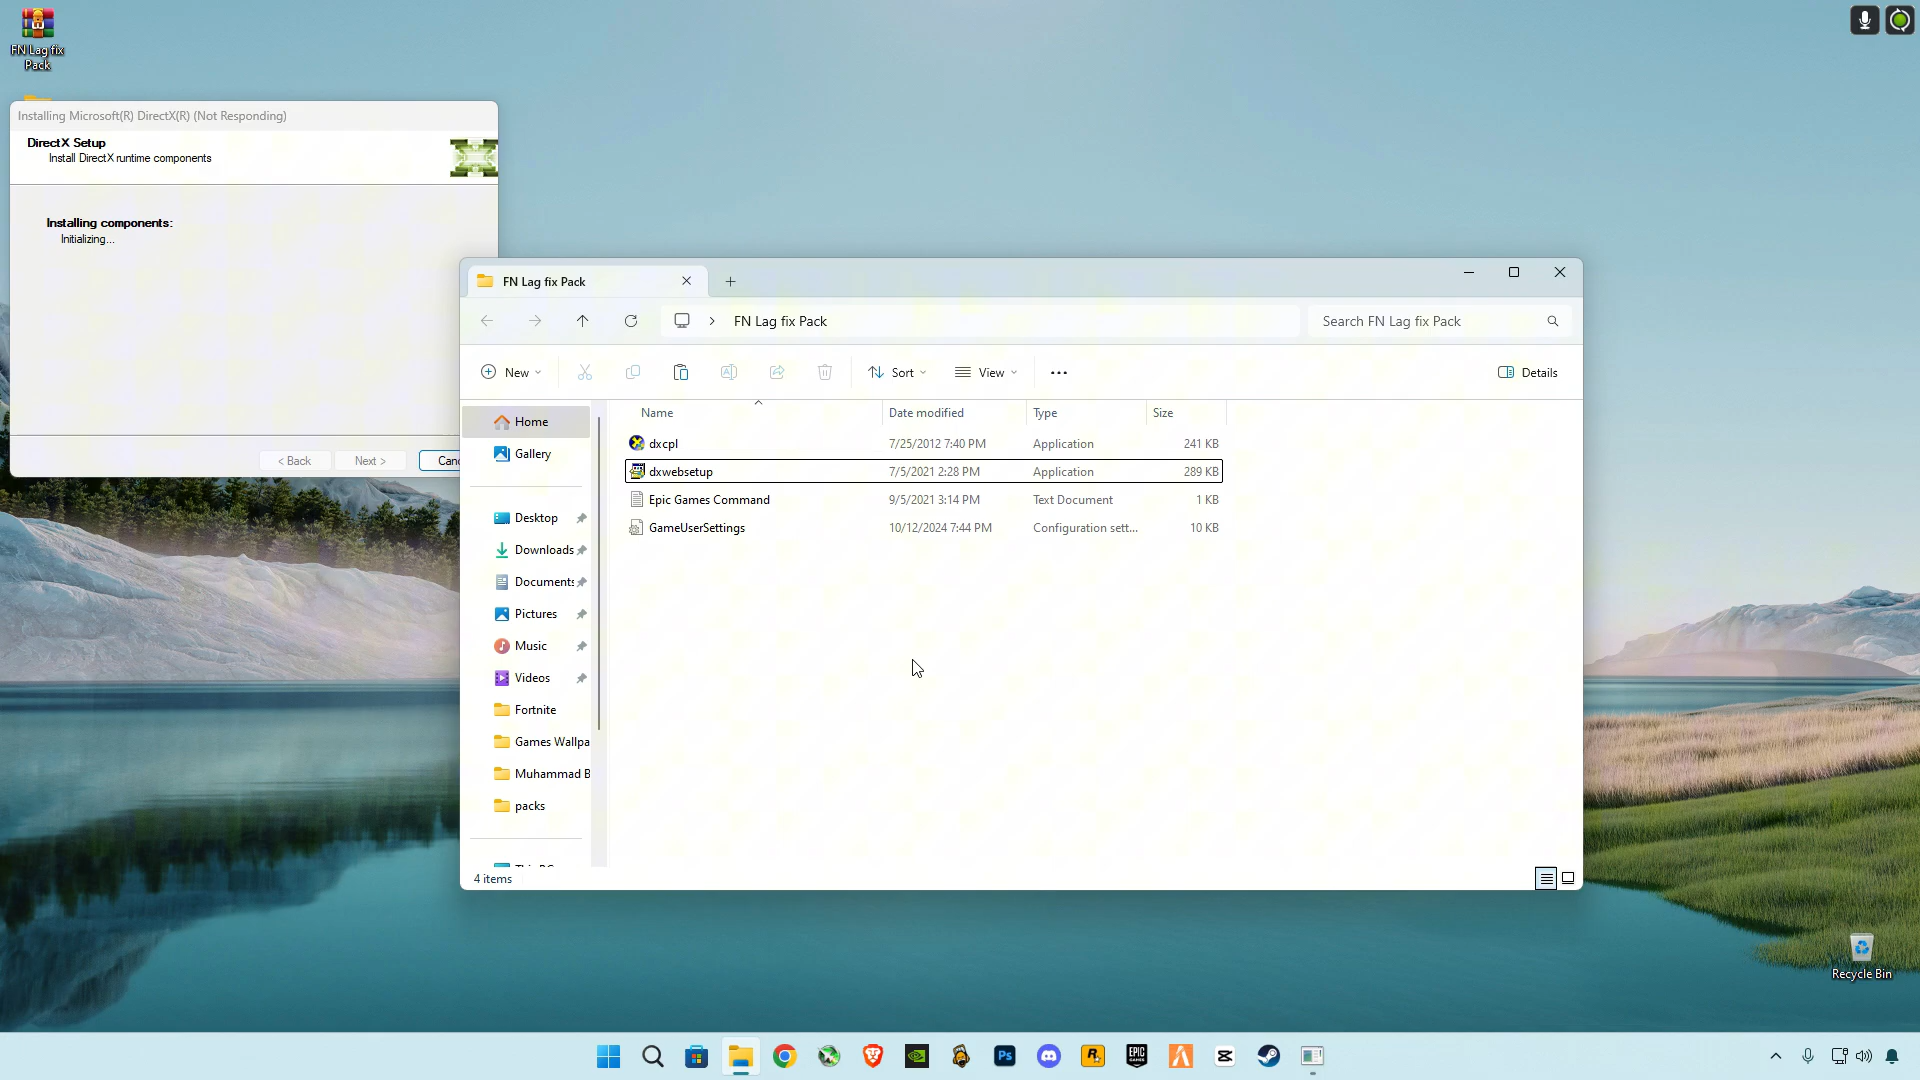 FN Lag fix
Pack
Installing Microsoft(R) DirectX(R) (Not Responding)
DirectX Setup
Install DirectX runtime components
Installing components:
Initializing...
< Back
Next >
Canc
FN Lag fix Pack
FN Lag fix Pack
Search FN Lag fix Pack
New
Sort
View
Details
Name
Date modified
Type
Size
dxcpl
7/25/2012 7:40 PM
Application
241 KB
dxwebsetup
7/5/2021 2:28 PM
Application
289 KB
Epic Games Command
9/5/2021 3:14 PM
Text Document
1 KB
GameUserSettings
10/12/2024 7:44 PM
Configuration sett...
10 KB
Home
Gallery
Desktop
Downloads
Documents
Pictures
Music
Videos
Fortnite
Games Wallpa
Muhammad B
packs
4 items
Recycle Bin
Ps
R
EPIC
GAMES